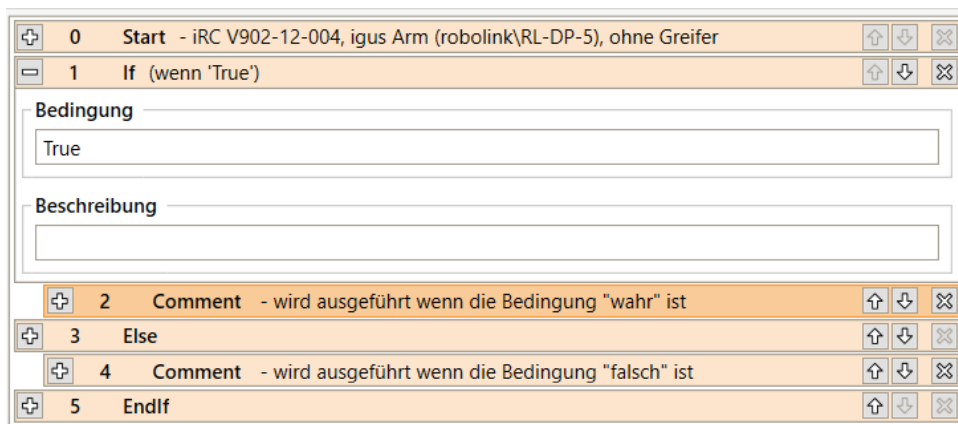 0 Start - iRC V902-12-004, igus Arm (robolink\RL-DP-5), ohne Greifer
1 If (wenn 'True')
Bedingung
True
Beschreibung
2 Comment - wird ausgeführt wenn die Bedingung "wahr" ist
3 Else
4 Comment - wird ausgeführt wenn die Bedingung "falsch" ist
5 EndIf